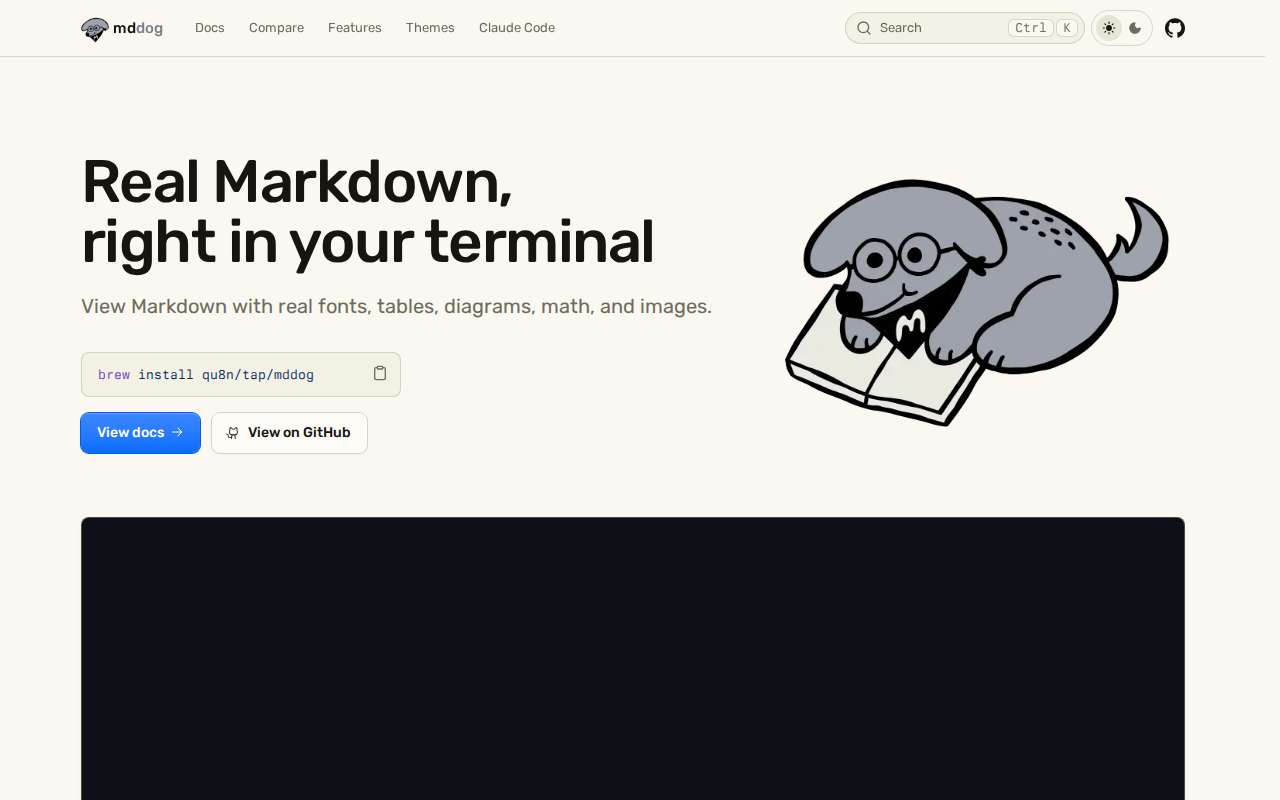 mddog Docs Compare Features Themes Claude Code Search Ctrl K
Real Markdown,
right in your terminal
View Markdown with real fonts, tables, diagrams, math, and images.
brew install qu8n/tap/mddog
View docs → View on GitHub
M